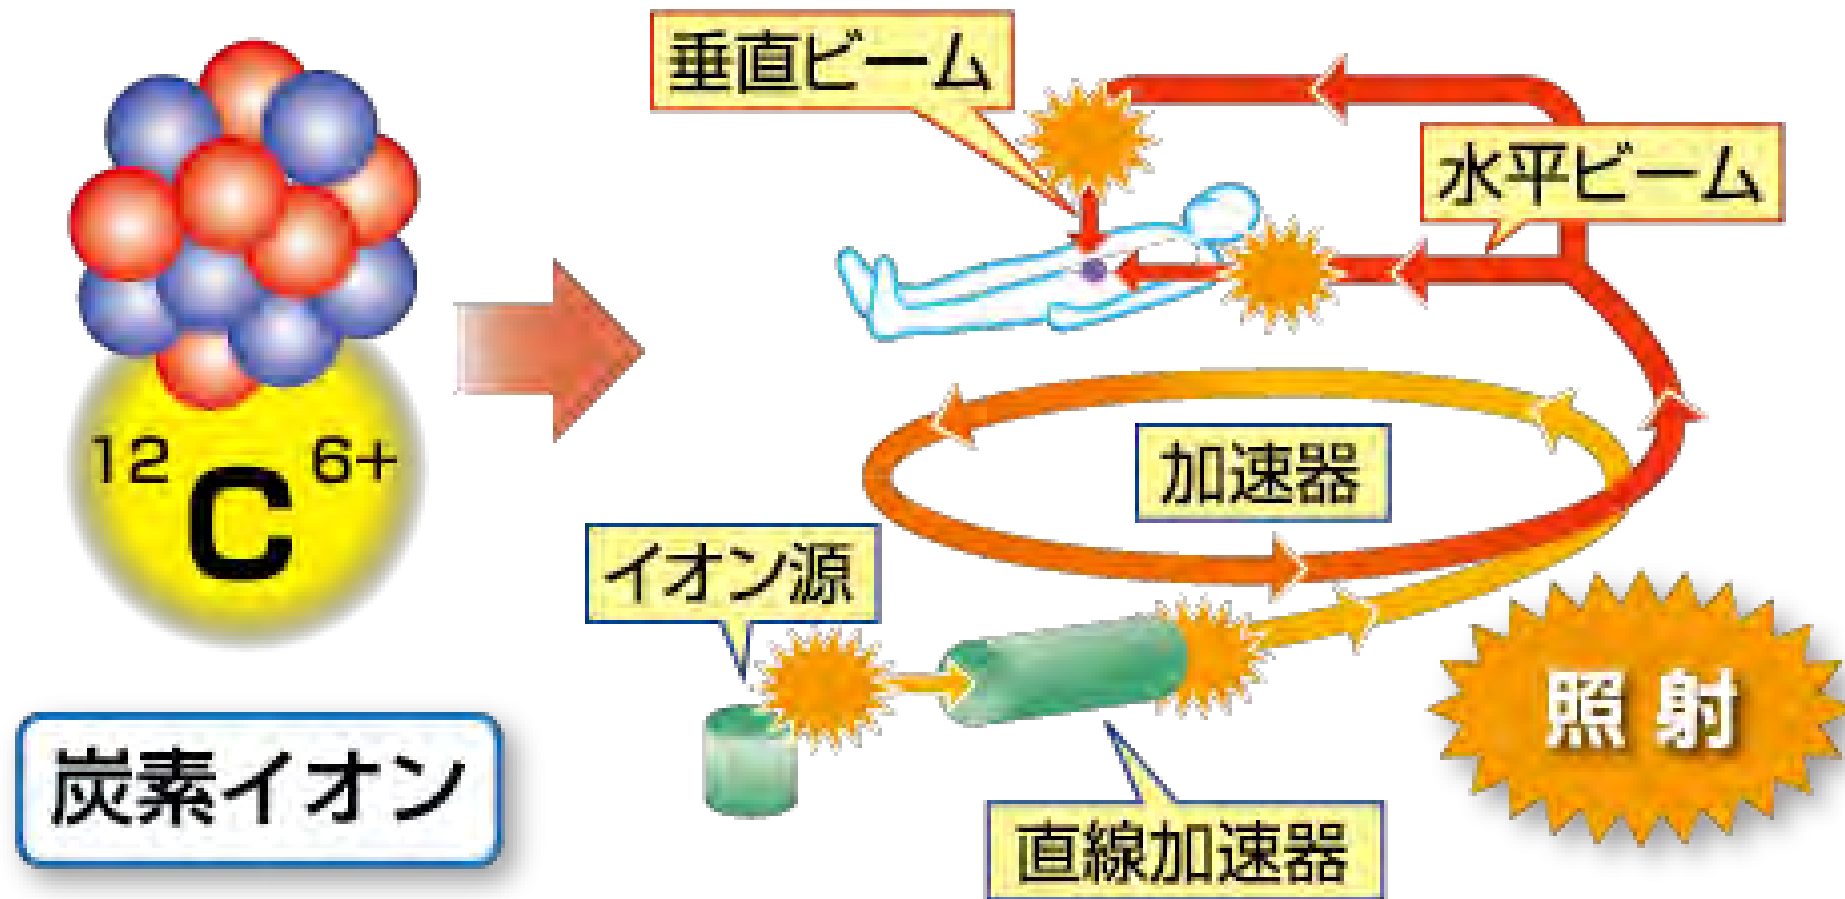 12 C 6+
炭素イオン
垂直ビーム
水平ビーム
加速器
イオン源
直線加速器
照射